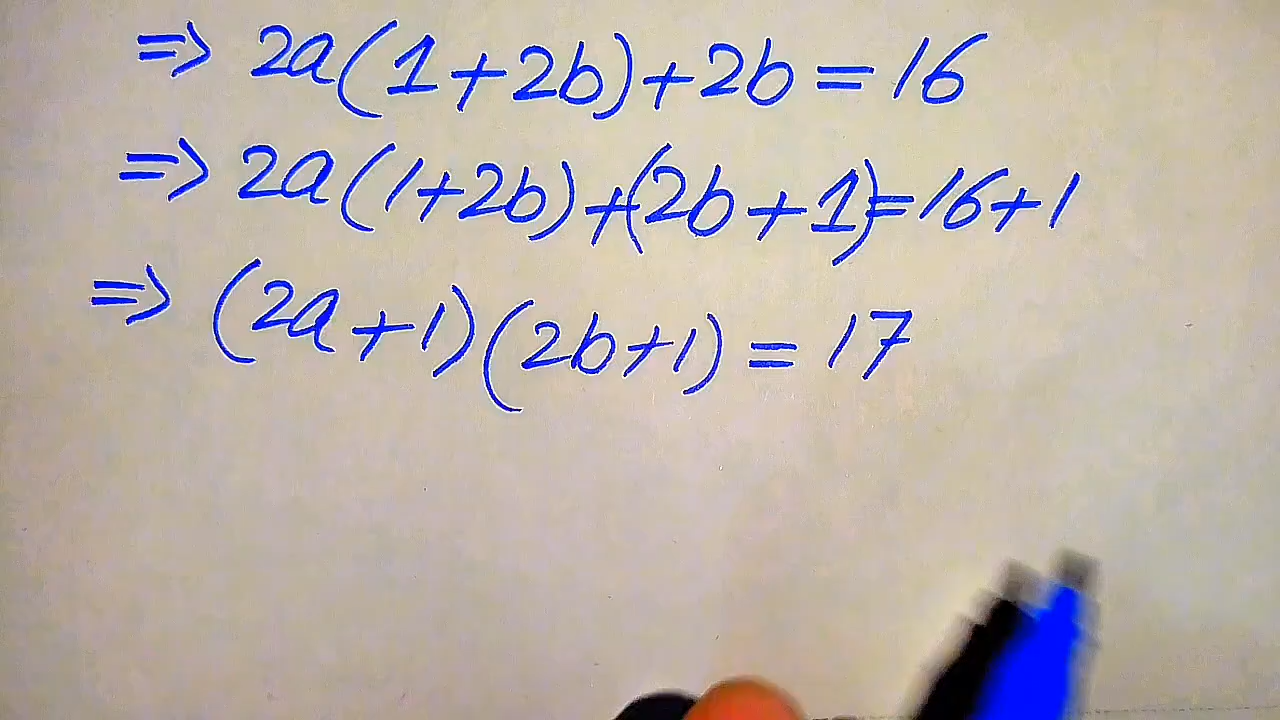 => 2a(1+2b)+2b=16
=> 2a(1+2b)+(2b+1)=16+1
=> (2a+1)(2b+1)=17